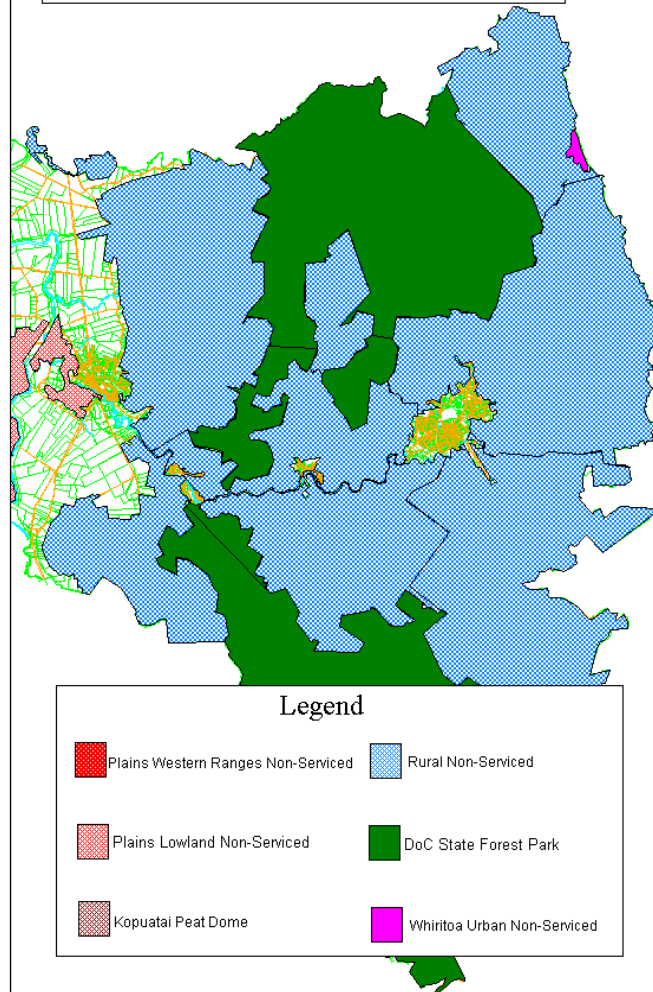 Legend
Plains Western Ranges Non-Serviced
Rural Non-Serviced
Plains Lowland Non-Serviced
DoC State Forest Park
Kopuatai Peat Dome
Whiritoa Urban Non-Serviced